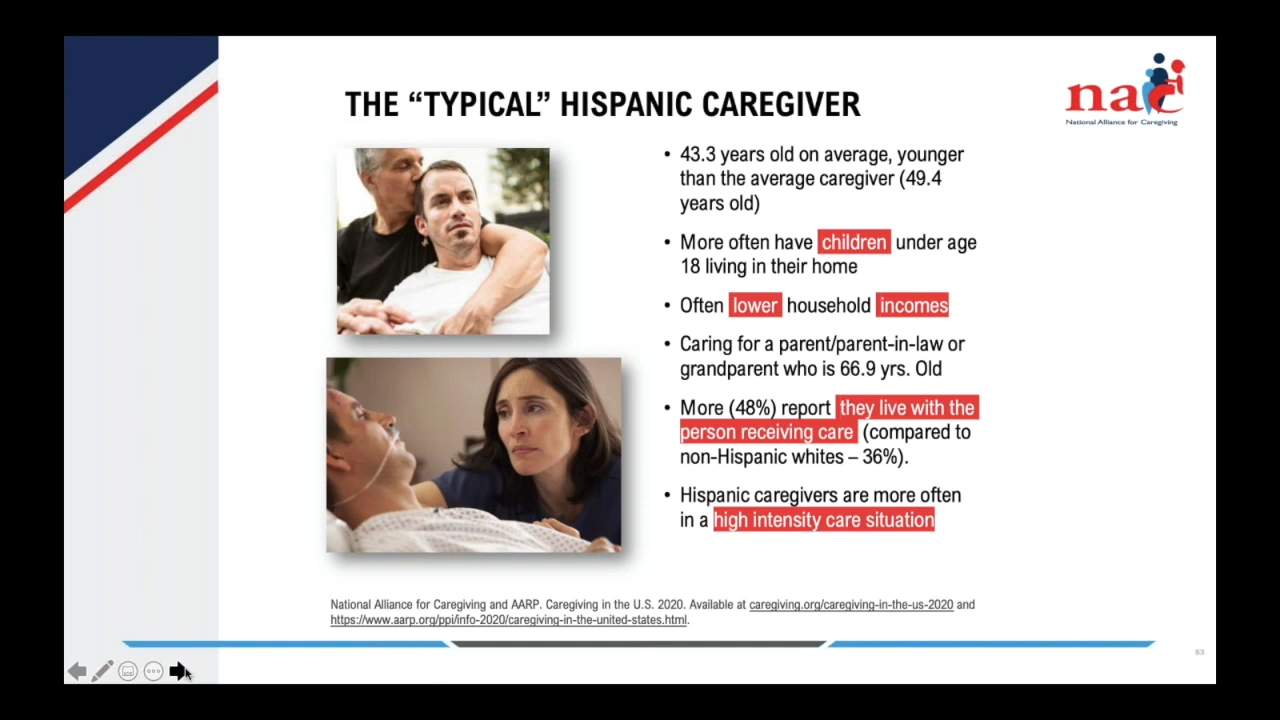 THE “TYPICAL” HISPANIC CAREGIVER
nac
National Alliance for Caregiving
• 43.3 years old on average, younger
than the average caregiver (49.4
years old)
• More often have children under age
18 living in their home
• Often lower household incomes
• Caring for a parent/parent-in-law or
grandparent who is 66.9 yrs. Old
• More (48%) report they live with the
person receiving care (compared to
non-Hispanic whites – 36%).
• Hispanic caregivers are more often
in a high intensity care situation
National Alliance for Caregiving and AARP. Caregiving in the U.S. 2020. Available at caregiving.org/caregiving-in-the-us-2020 and
https://www.aarp.org/ppi/info-2020/caregiving-in-the-united-states.html.